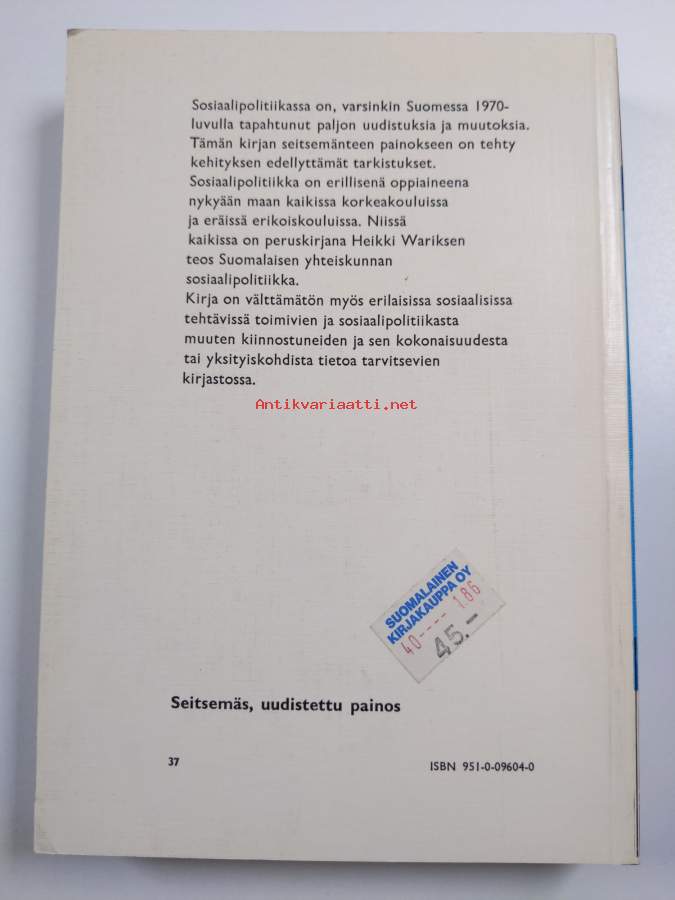 Sosiaalipolitiikassa on, varsinkin Suomessa 1970-
luvulla tapahtunut paljon uudistuksia ja muutoksia.
Tämän kirjan seitsemänteen painokseen on tehty
kehityksen edellyttämät tarkistukset.
Sosiaalipolitiikka on erillisenä oppiaineena
nykyään maan kaikissa korkeakouluissa
ja eräissä erikoiskouluissa. Niissä
kaikissa on peruskirjana Heikki Wariksen
teos Suomalaisen yhteiskunnan
sosiaalipolitiikka.
Kirja on välttämätön myös erilaisissa sosiaalisissa
tehtävissä toimivien ja sosiaalipolitiikasta
muuten kiinnostuneiden ja sen kokonaisuudesta
tai yksityiskohdista tietoa tarvitsevien
kirjastossa.
Antikvariaatti.net
SUOMALAINEN
KIRJAKAUPPA OY
40---- 1.86
45.-
Seitsemäs, uudistettu painos
37
ISBN 951-0-09604-0